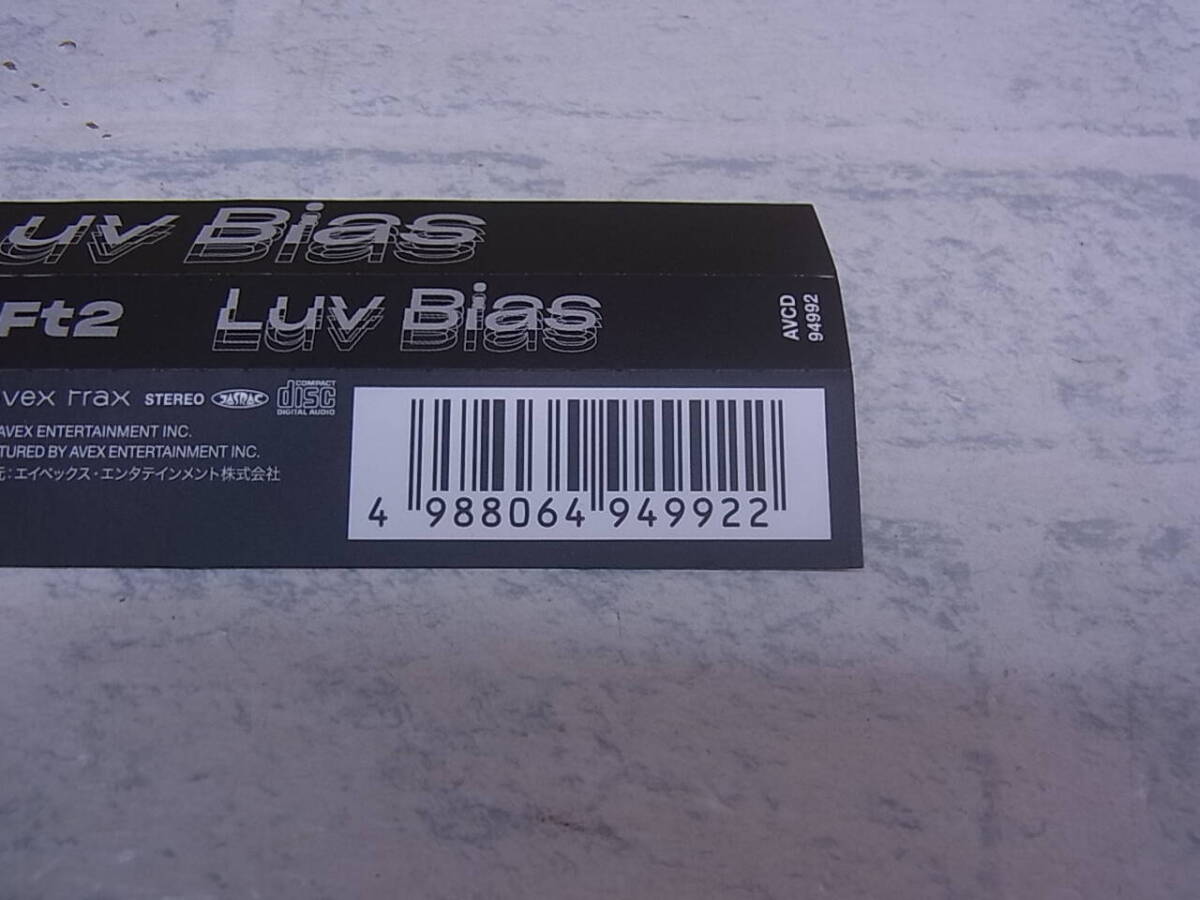 uv Bias
Ft2 Luv Bias
AVCD
94992
vex trax STEREO JASRAC COMPACT disc DIGITAL AUDIO
AVEX ENTERTAINMENT INC.
TURED BY AVEX ENTERTAINMENT INC.
元:エイベックス・エンタテインメント株式会社
4 988064 949922